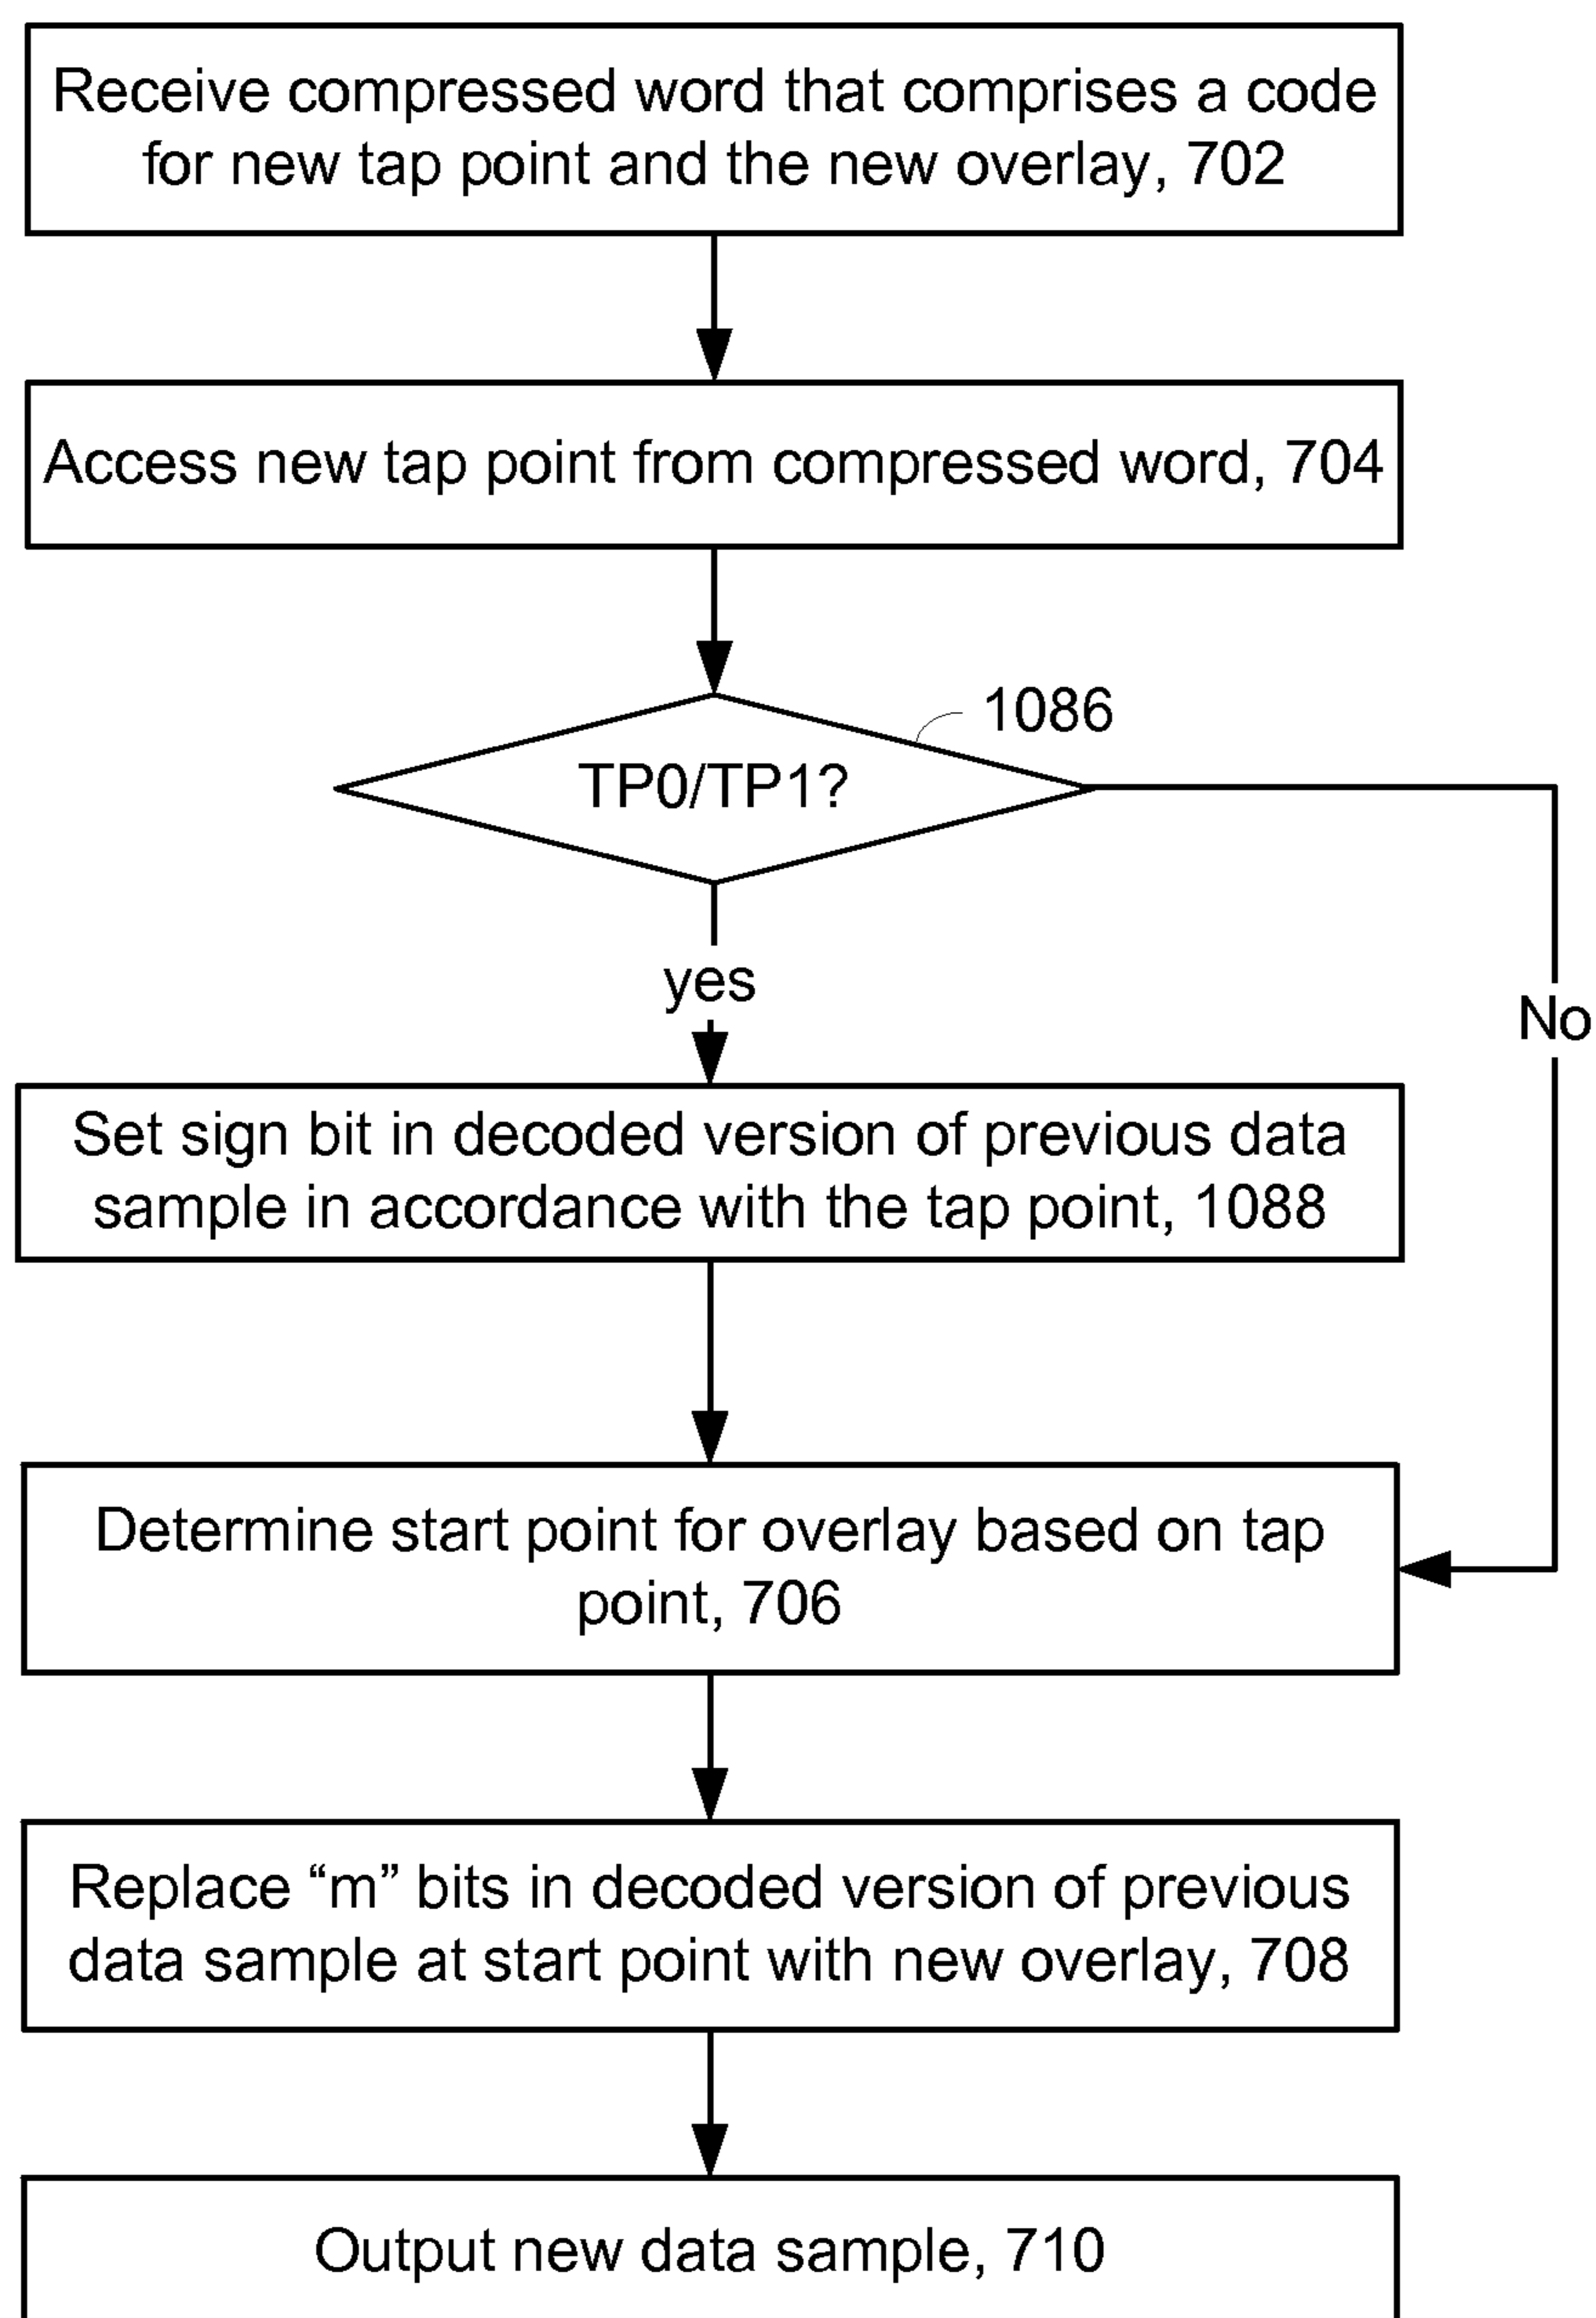 Receive compressed word that comprises a code
for new tap point and the new overlay, 702
Access new tap point from compressed word, 704
1086
TP0/TP1?
yes
No
Set sign bit in decoded version of previous data
sample in accordance with the tap point, 1088
Determine start point for overlay based on tap
point, 706
Replace “m” bits in decoded version of previous
data sample at start point with new overlay, 708
Output new data sample, 710